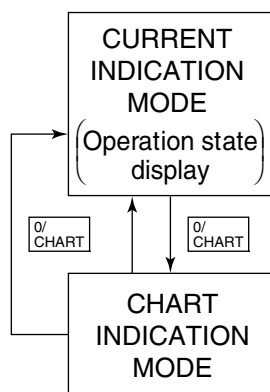 CURRENT
INDICATION
MODE
(Operation state
display)
0/
CHART
0/
CHART
CHART
INDICATION
MODE